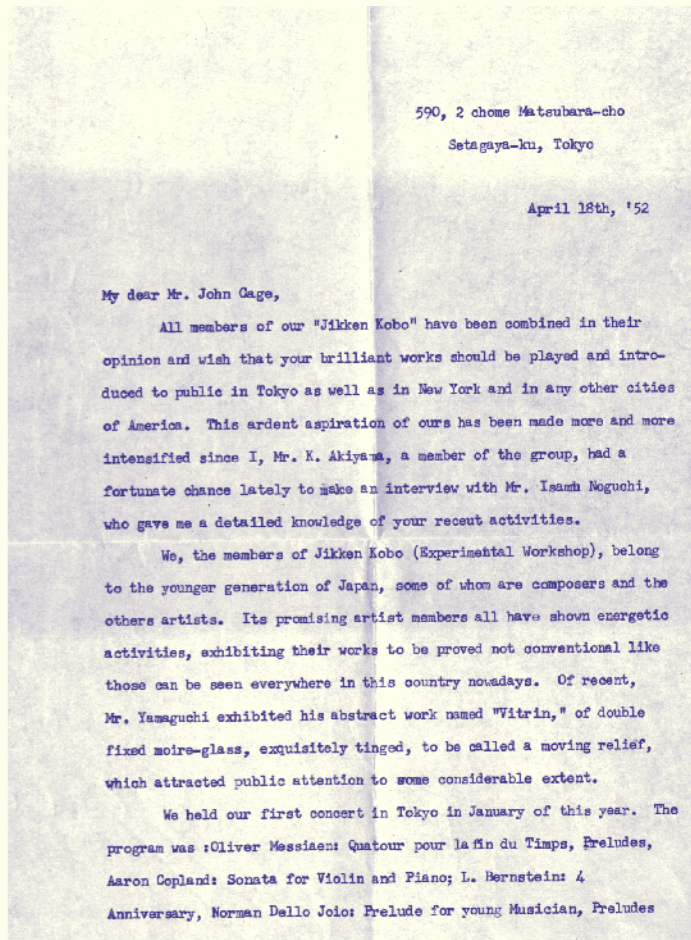 590, 2 chome Matsubara-cho
Setagaya-ku, Tokyo
April 18th, '52
My dear Mr. John Cage,
All members of our "Jikken Kobo" have been combined in their
opinion and wish that your brilliant works should be played and intro-
duced to public in Tokyo as well as in New York and in any other cities
of America. This ardent aspiration of ours has been made more and more
intensified since I, Mr. K. Akiyama, a member of the group, had a
fortunate chance lately to make an interview with Mr. Isamu Noguchi,
who gave me a detailed knowledge of your recent activities.
We, the members of Jikken Kobo (Experimental Workshop), belong
to the younger generation of Japan, some of whom are composers and the
others artists. Its promising artist members all have shown energetic
activities, exhibiting their works to be proved not conventional like
those can be seen everywhere in this country nowadays. Of recent,
Mr. Yamaguchi exhibited his abstract work named "Vitrin," of double
fixed moire-glass, exquisitely tinged, to be called a moving relief,
which attracted public attention to some considerable extent.
We held our first concert in Tokyo in January of this year. The
program was :Oliver Messiaen: Quatour pour la fin du Timps, Preludes,
Aaron Copland: Sonata for Violin and Piano; L. Bernstein: 4
Anniversary, Norman Dello Joio: Prelude for young Musician, Preludes